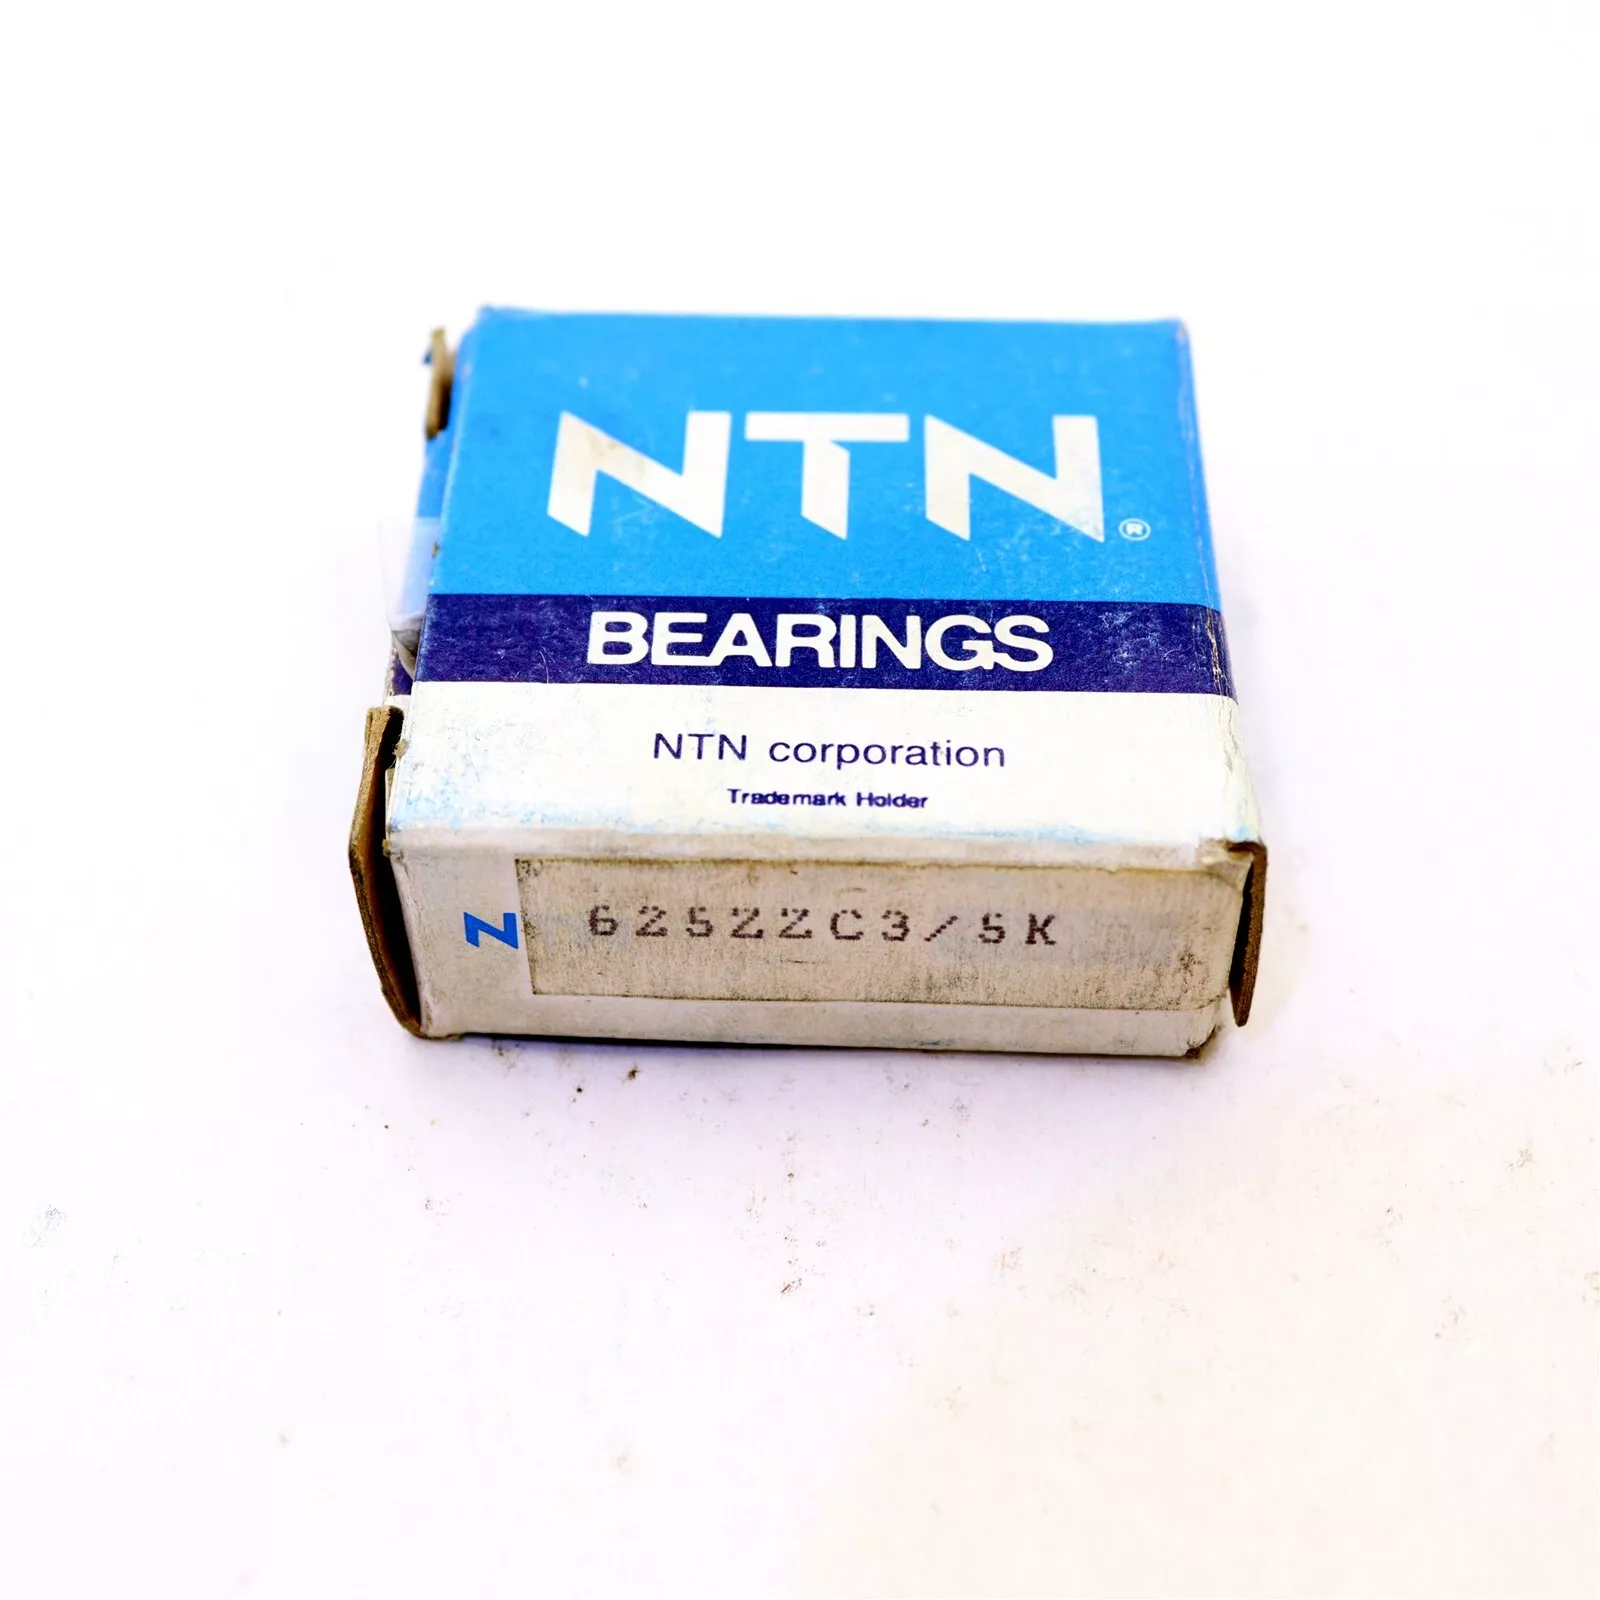 NTN®
BEARINGS
NTN corporation
Trademark Holder
N 625ZZC3/5K